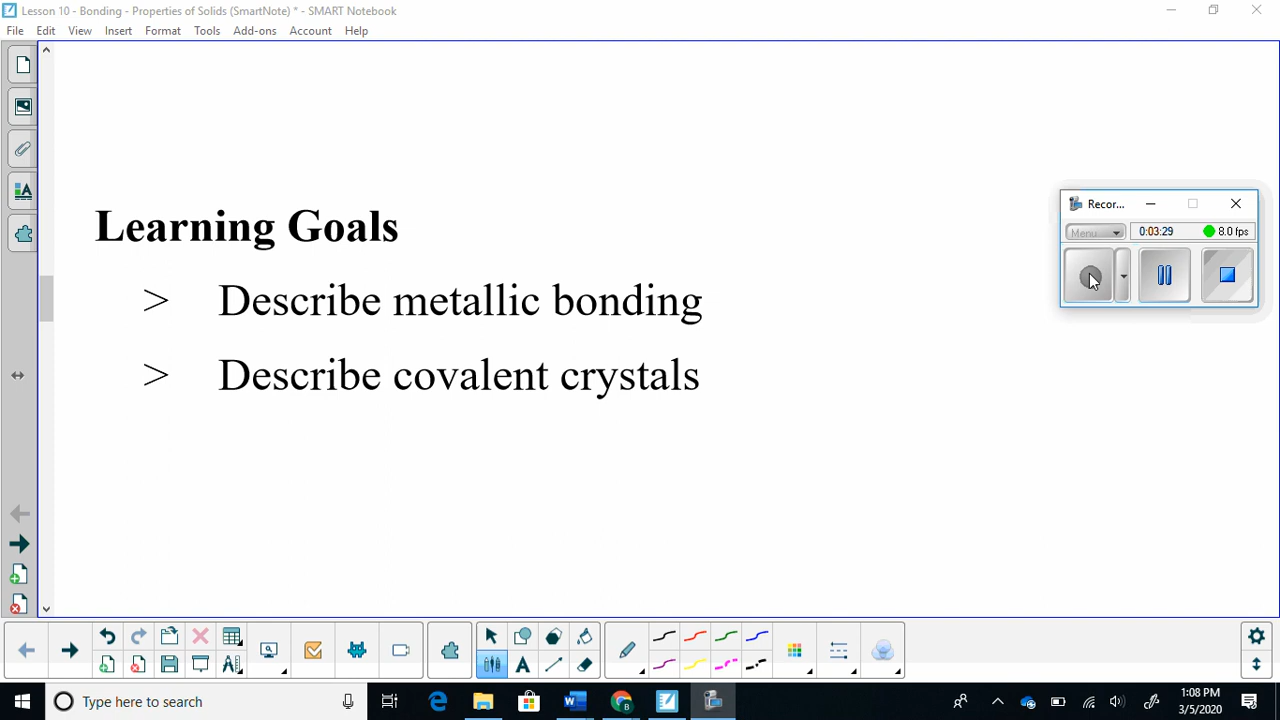 Lesson 10 - Bonding - Properties of Solids (SmartNote) * - SMART Notebook
File Edit View Insert Format Tools Add-ons Account Help
Learning Goals
> Describe metallic bonding
> Describe covalent crystals
Recor...
Menu 0:03:29 8.0 fps
Type here to search
1:08 PM
3/5/2020